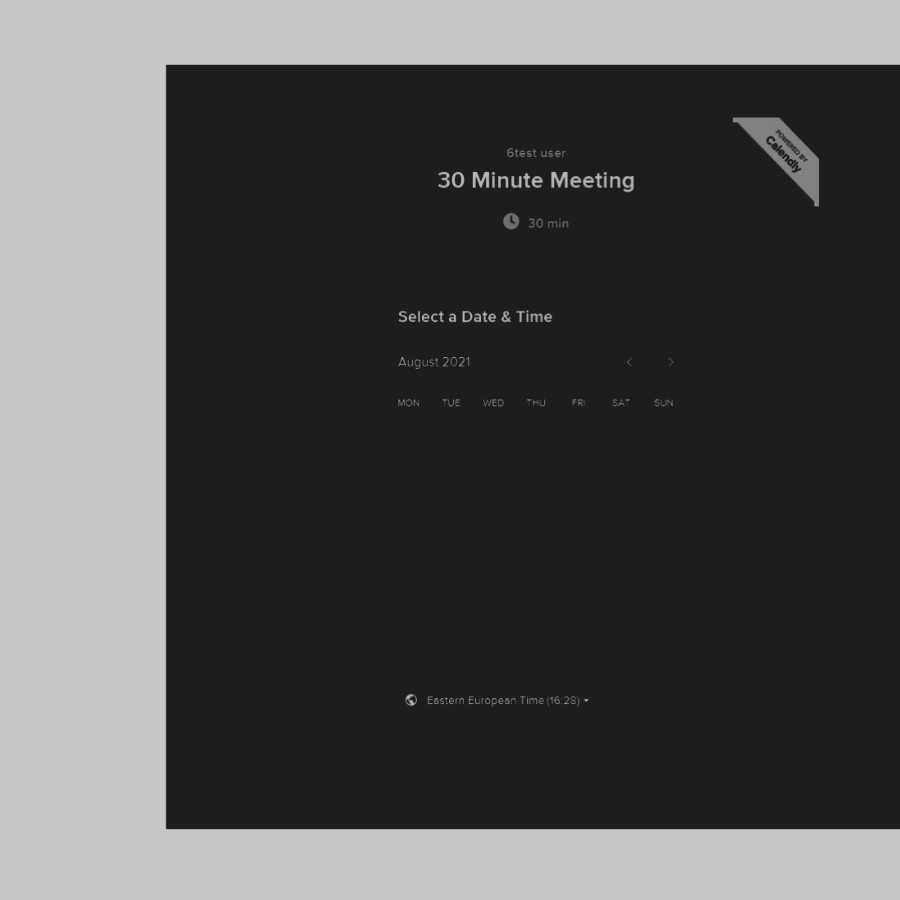 POWERED BY
Calendly
6test user
30 Minute Meeting
30 min
Select a Date & Time
August 2021
MON TUE WED THU FRI SAT SUN
Eastern European Time (16:28)